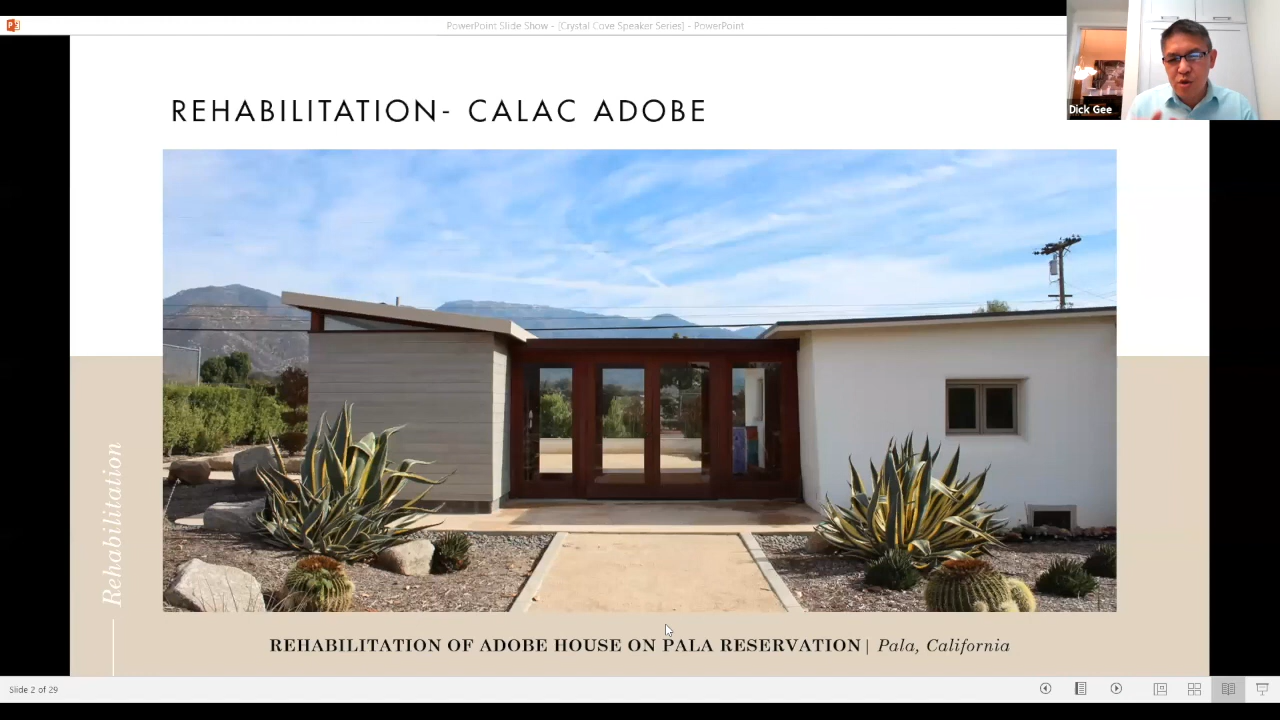 PowerPoint Slide Show - [Crystal Cove Speaker Series] - PowerPoint
Dick Gee
REHABILITATION- CALAC ADOBE
Rehabilitation
REHABILITATION OF ADOBE HOUSE ON PALA RESERVATION| Pala, California
Slide 2 of 29